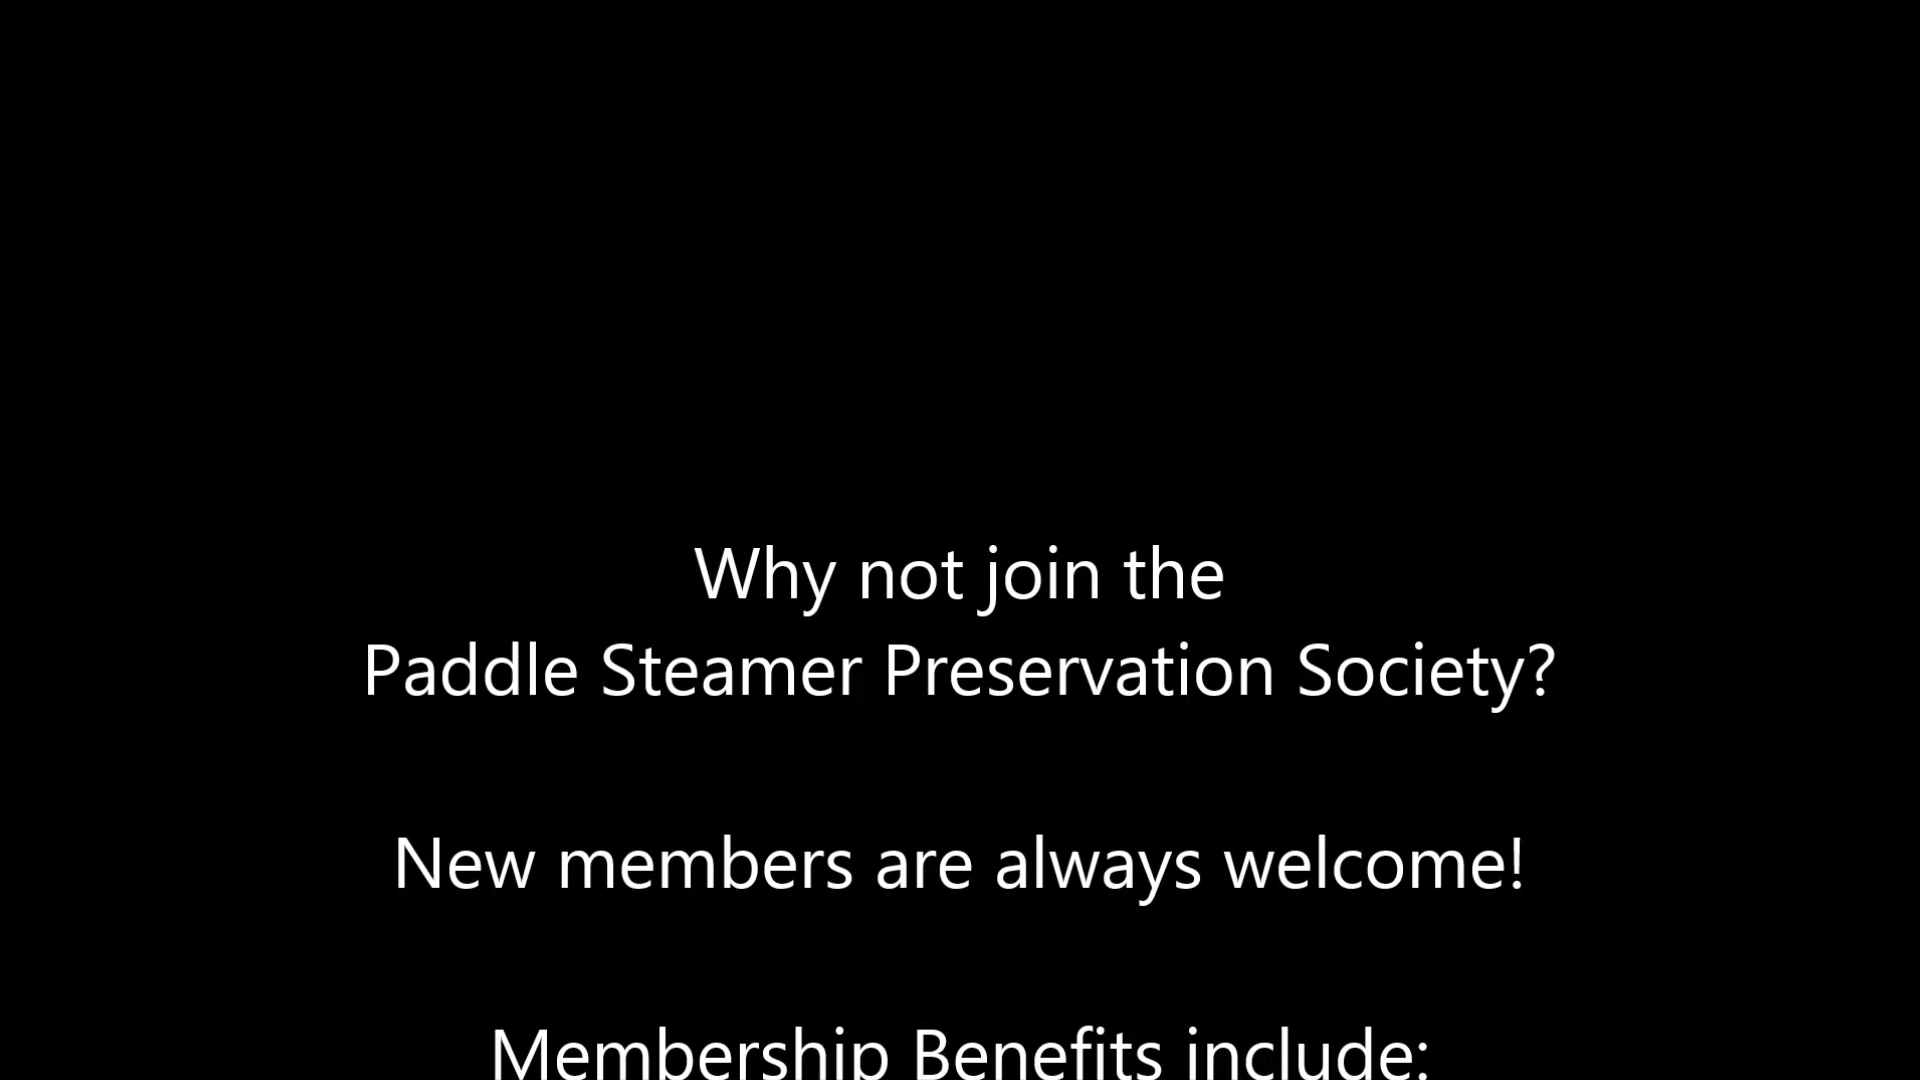 Why not join the
Paddle Steamer Preservation Society?
New members are always welcome!
Membership Benefits include: